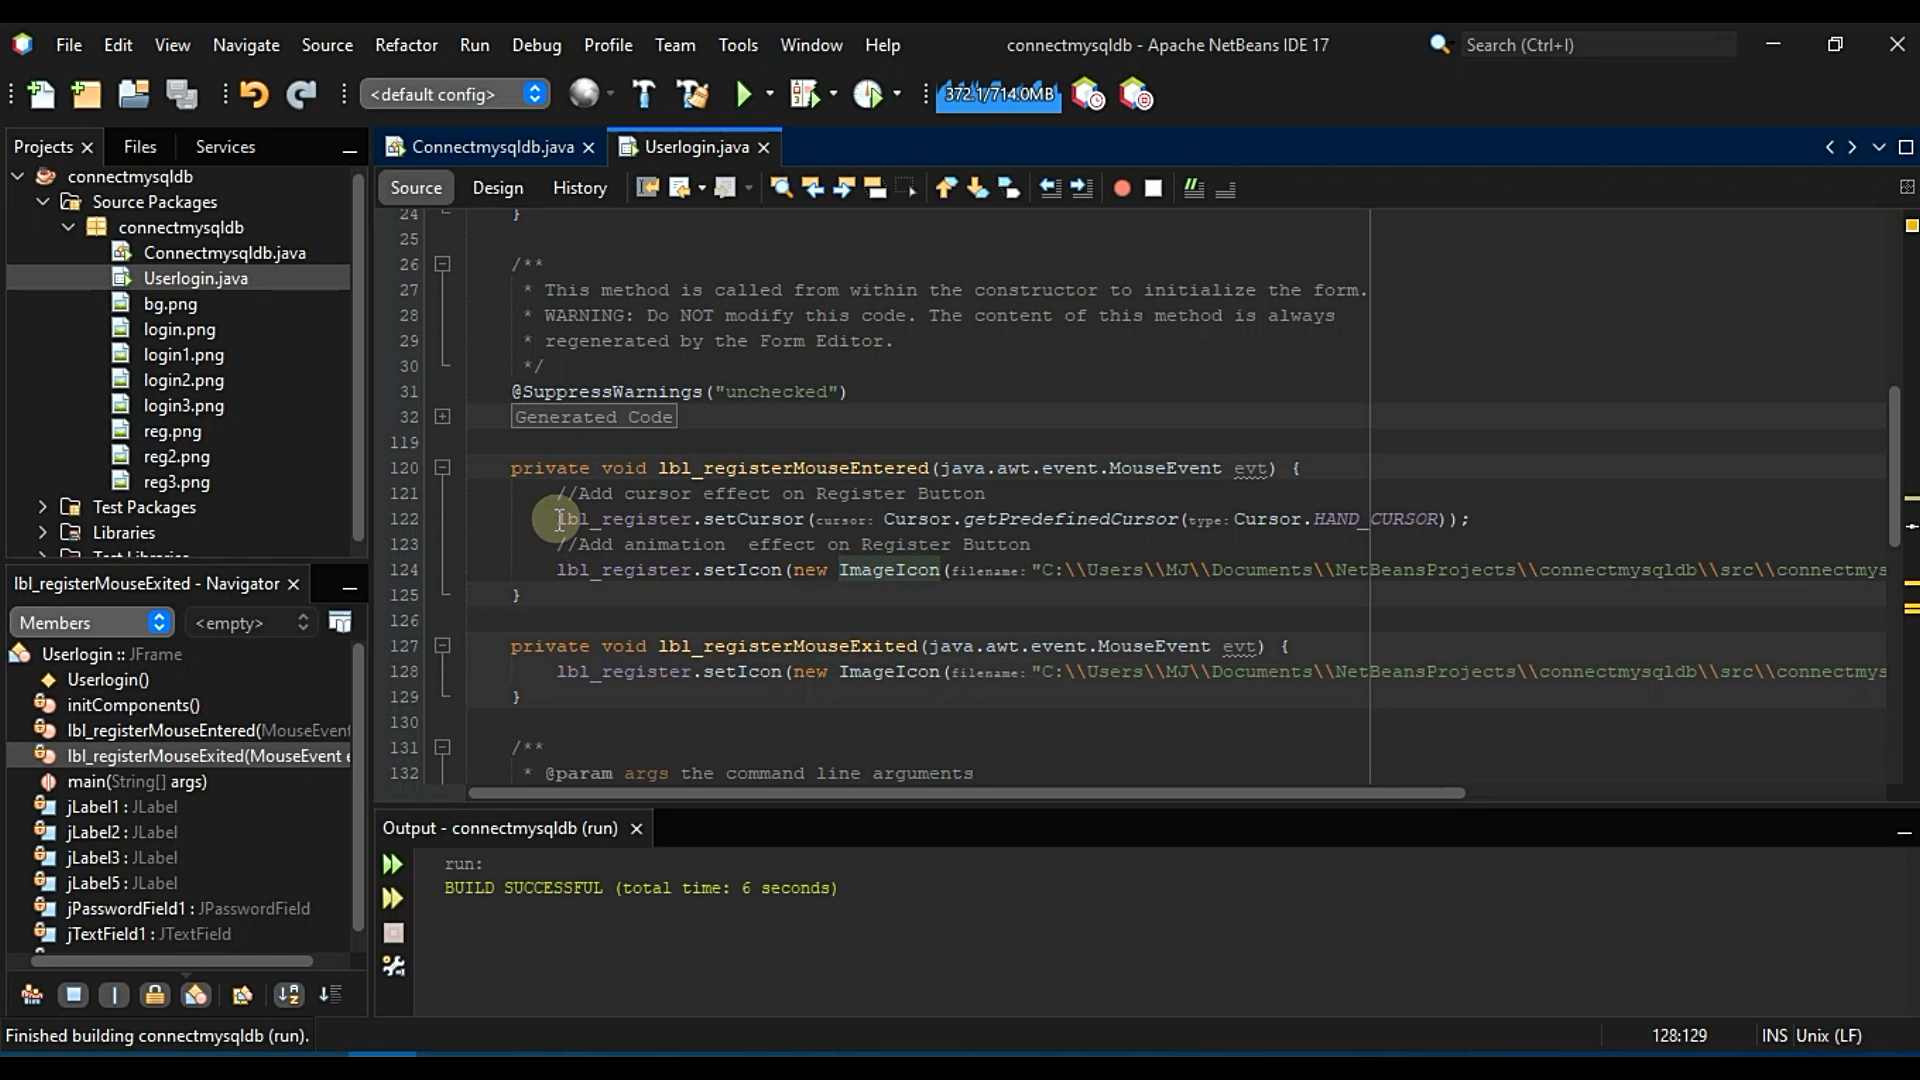 File Edit View Navigate Source Refactor Run Debug Profile Team Tools Window Help connectmysqldb - Apache NetBeans IDE 17 Search (Ctrl+I)
<default config> 372.1/714.0MB
Projects Files Services Connectmysqldb.java Userlogin.java
Source Design History
connectmysqldb
Source Packages
connectmysqldb
Connectmysqldb.java
Userlogin.java
bg.png
login.png
login1.png
login2.png
login3.png
reg.png
reg2.png
reg3.png
Test Packages
Libraries
Test Libraries
24 }
25
26 /**
27 * This method is called from within the constructor to initialize the form.
28 * WARNING: Do NOT modify this code. The content of this method is always
29 * regenerated by the Form Editor.
30 */
31 @SuppressWarnings("unchecked")
32 Generated Code
119
120 private void lbl_registerMouseEntered(java.awt.event.MouseEvent evt) {
121 //Add cursor effect on Register Button
122 lbl_register.setCursor(cursor: Cursor.getPredefinedCursor(type: Cursor.HAND_CURSOR));
123 //Add animation  effect on Register Button
124 lbl_register.setIcon(new ImageIcon(filename: "C:\\Users\\MJ\\Documents\\NetBeansProjects\\connectmysqldb\\src\\connectmys
125 }
126
127 private void lbl_registerMouseExited(java.awt.event.MouseEvent evt) {
128 lbl_register.setIcon(new ImageIcon(filename: "C:\\Users\\MJ\\Documents\\NetBeansProjects\\connectmysqldb\\src\\connectmys
129 }
130
131 /**
132 * @param args the command line arguments
lbl_registerMouseExited - Navigator
Members <empty>
Userlogin :: JFrame
Userlogin()
initComponents()
lbl_registerMouseEntered(MouseEvent
lbl_registerMouseExited(MouseEvent e
main(String[] args)
jLabel1 : JLabel
jLabel2 : JLabel
jLabel3 : JLabel
jLabel5 : JLabel
jPasswordField1 : JPasswordField
jTextField1 : JTextField
Output - connectmysqldb (run)
run:
BUILD SUCCESSFUL (total time: 6 seconds)
Finished building connectmysqldb (run). 128:129 INS Unix (LF)